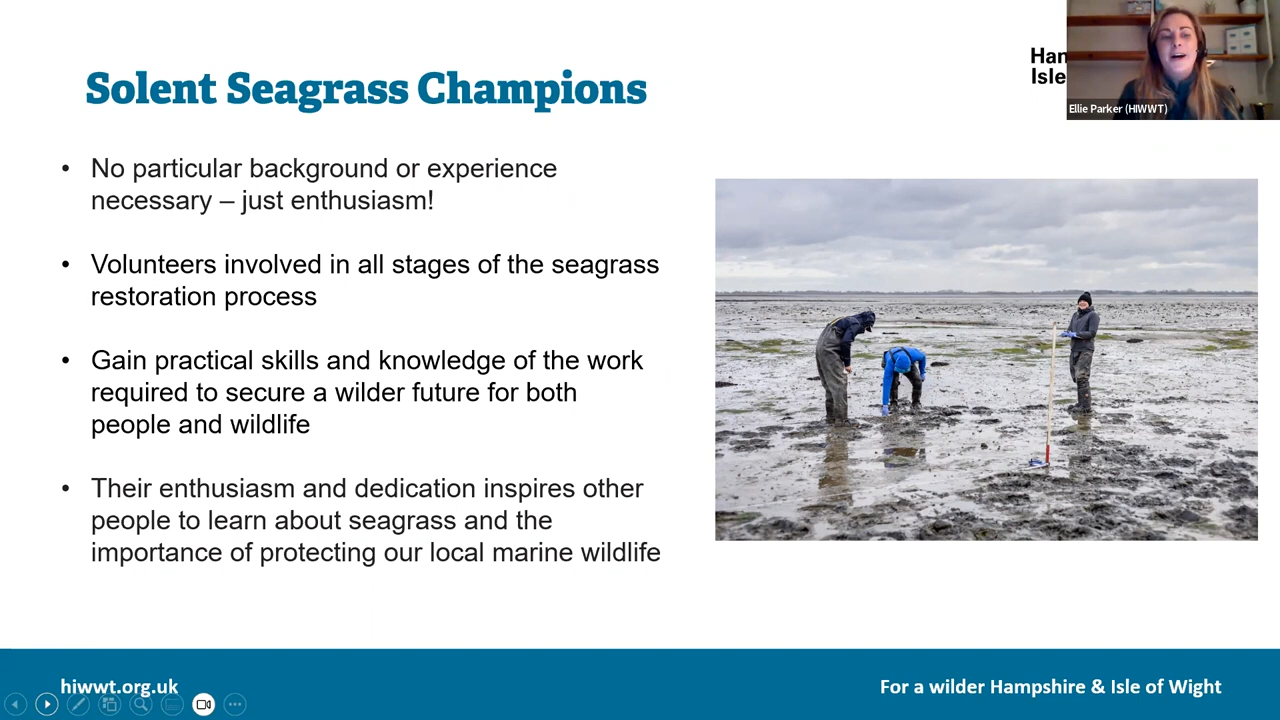 Solent Seagrass Champions
Han
Isle
Ellie Parker (HIWWT)
• No particular background or experience
necessary – just enthusiasm!
• Volunteers involved in all stages of the seagrass
restoration process
• Gain practical skills and knowledge of the work
required to secure a wilder future for both
people and wildlife
• Their enthusiasm and dedication inspires other
people to learn about seagrass and the
importance of protecting our local marine wildlife
hiwwt.org.uk
For a wilder Hampshire & Isle of Wight